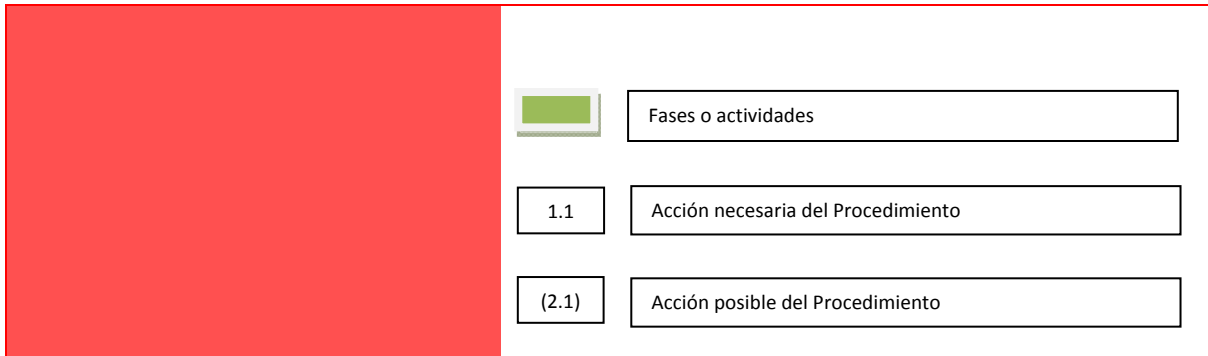 Fases o actividades
1.1 Acción necesaria del Procedimiento
(2.1) Acción posible del Procedimiento